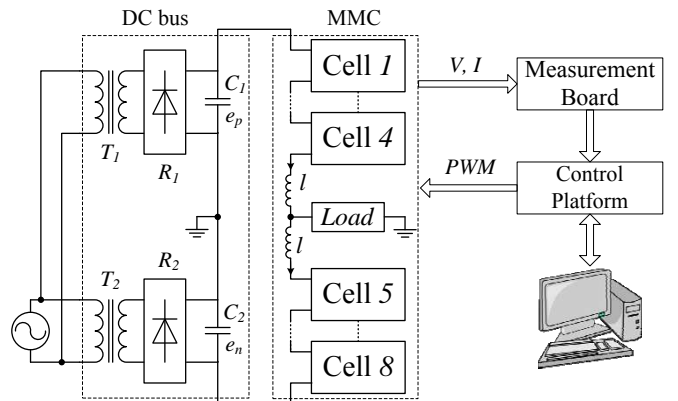 DC bus
MMC
C1
ep
T1
R1
Cell 1
Cell 4
V, I
Measurement
Board
PWM
Control
Platform
l
Load
l
T2
R2
C2
en
Cell 5
Cell 8